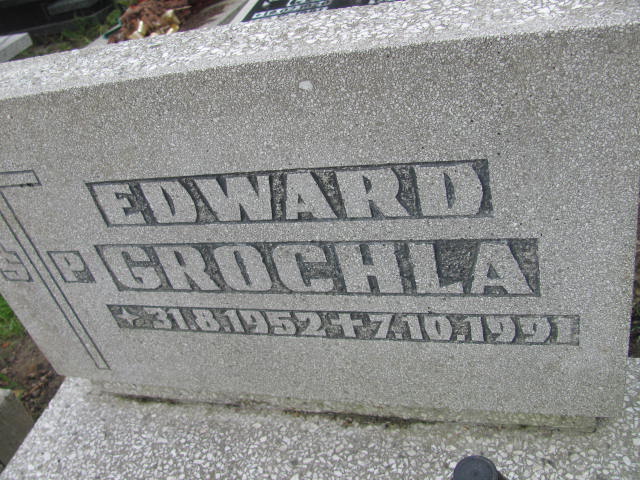 EDWARD
S P GROCHLA
★ 31.8.1952 + 7.10.1991